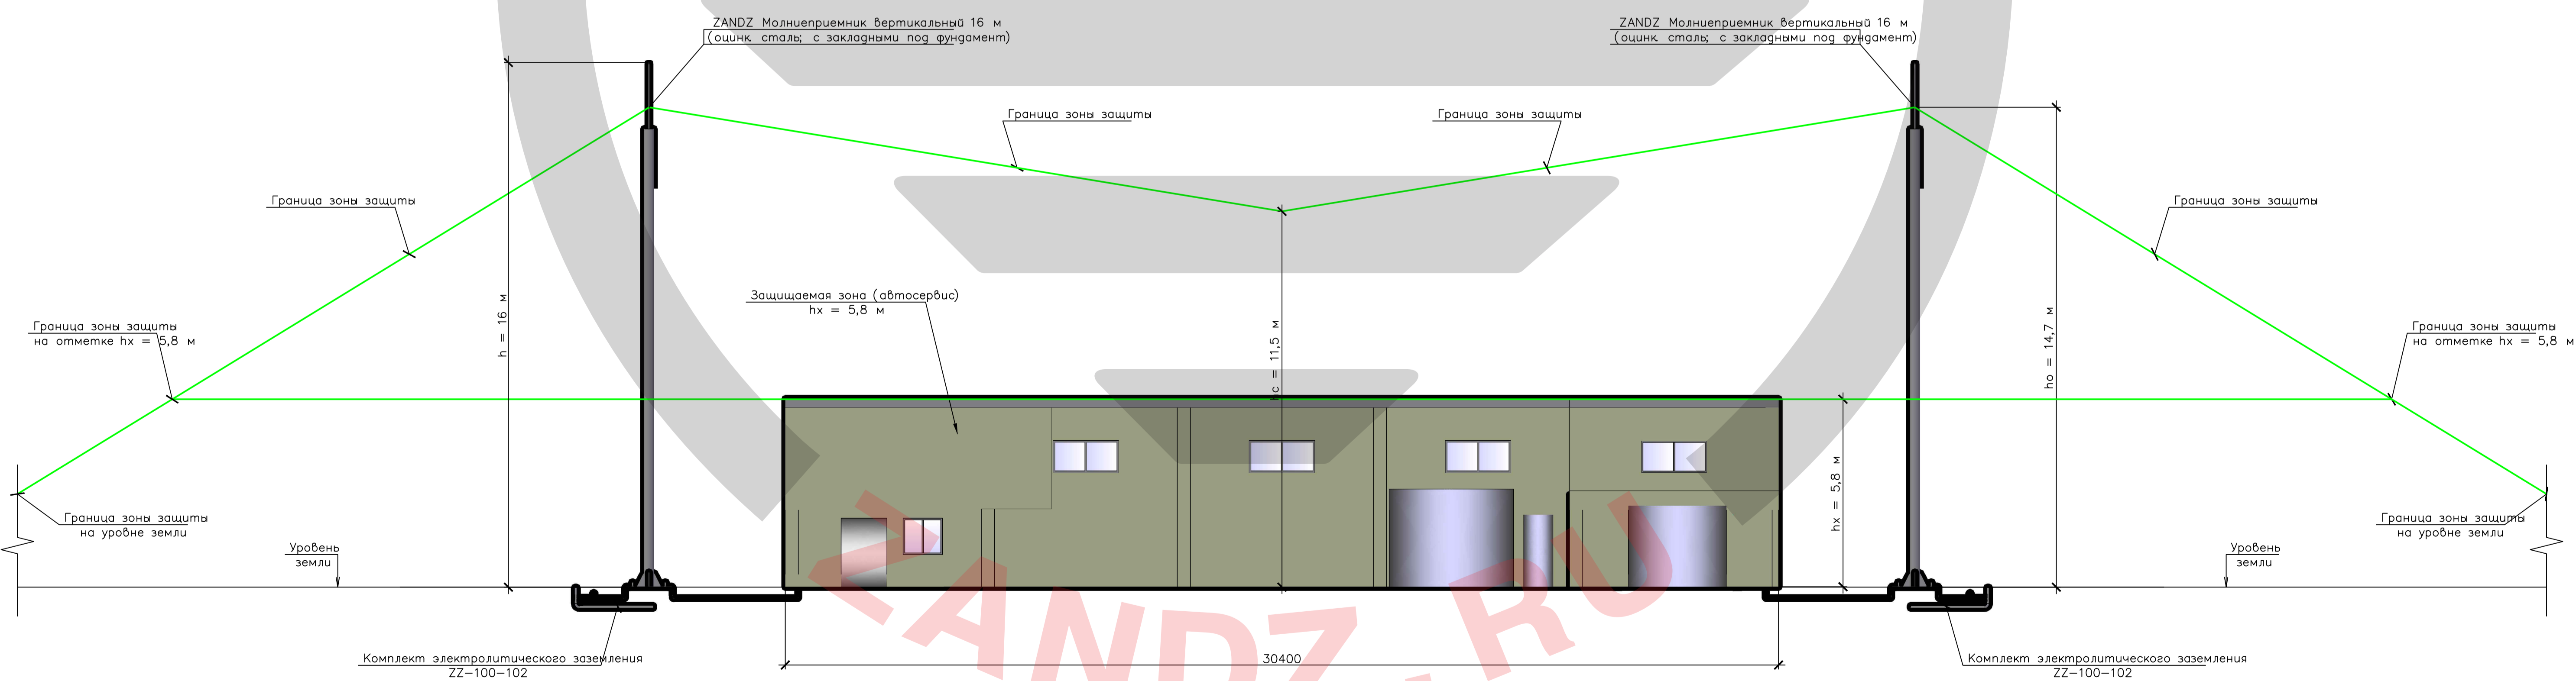 ZANDZ Молниеприемник вертикальный 16 м
(оцинк. сталь; с закладными под фундамент)
ZANDZ Молниеприемник вертикальный 16 м
(оцинк. сталь; с закладными под фундамент)
Граница зоны защиты
Граница зоны защиты
Граница зоны защиты
Граница зоны защиты
Защищаемая зона (автосервис)
hx = 5,8 м
h = 16 м
hc = 11,5 м
hо = 14,7 м
Граница зоны защиты
на отметке hx = 5,8 м
Граница зоны защиты
на отметке hx = 5,8 м
hx = 5,8 м
Граница зоны защиты
на уровне земли
Граница зоны защиты
на уровне земли
Уровень
земли
Уровень
земли
Комплект электролитического заземления
ZZ-100-102
30400
Комплект электролитического заземления
ZZ-100-102
ZANDZ.RU